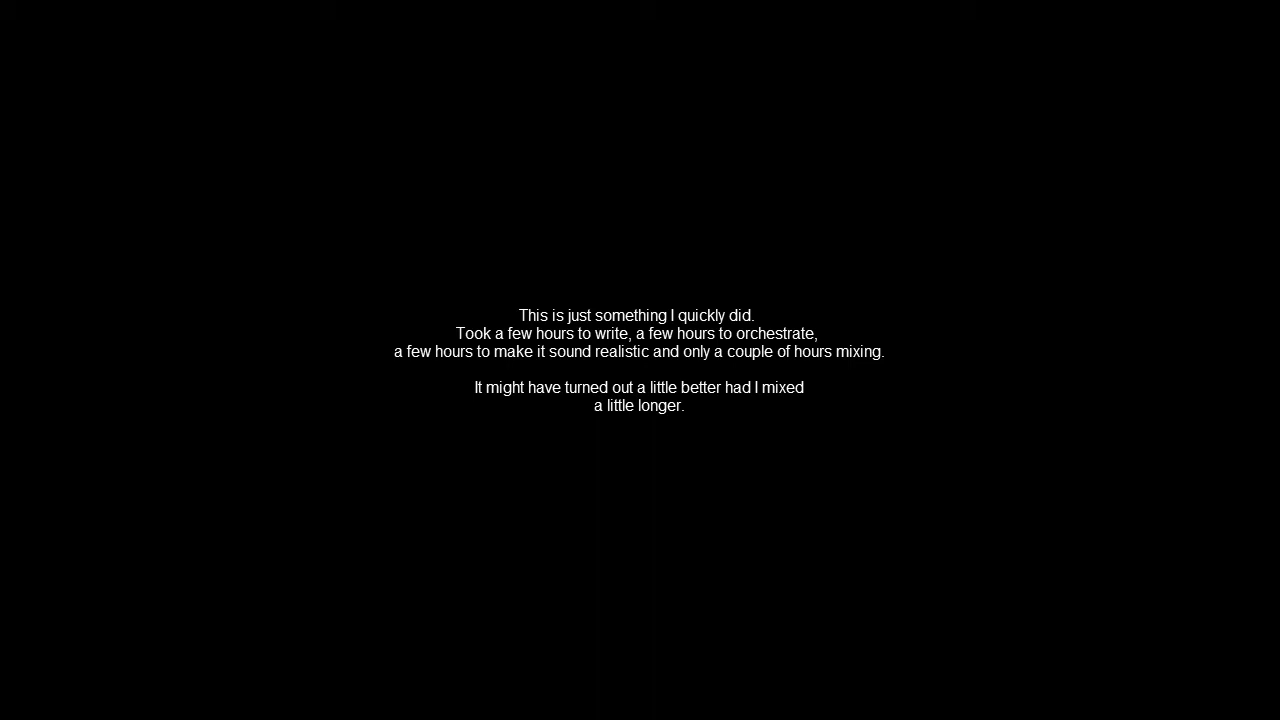 This is just something I quickly did.
Took a few hours to write, a few hours to orchestrate,
a few hours to make it sound realistic and only a couple of hours mixing.
It might have turned out a little better had I mixed
a little longer.